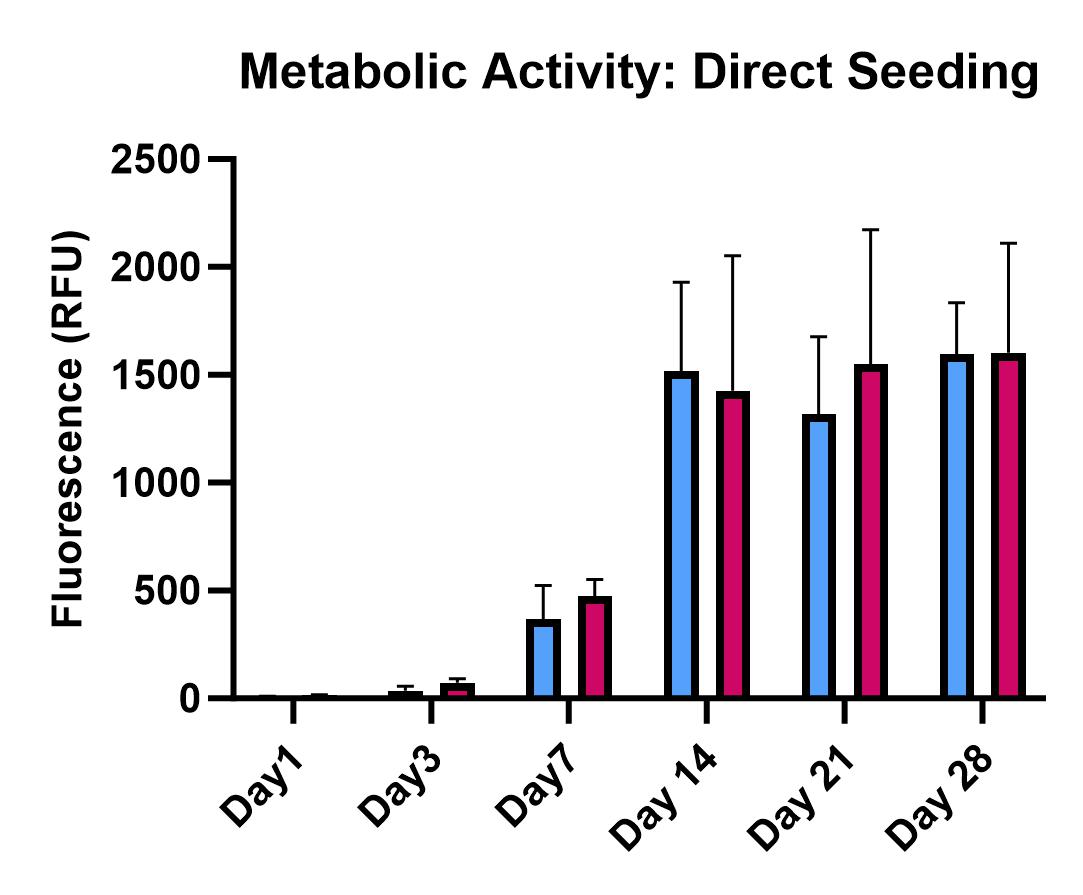 Metabolic Activity: Direct Seeding
Fluorescence (RFU)
2500
2000
1500
1000
500
0
Day1
Day3
Day7
Day 14
Day 21
Day 28